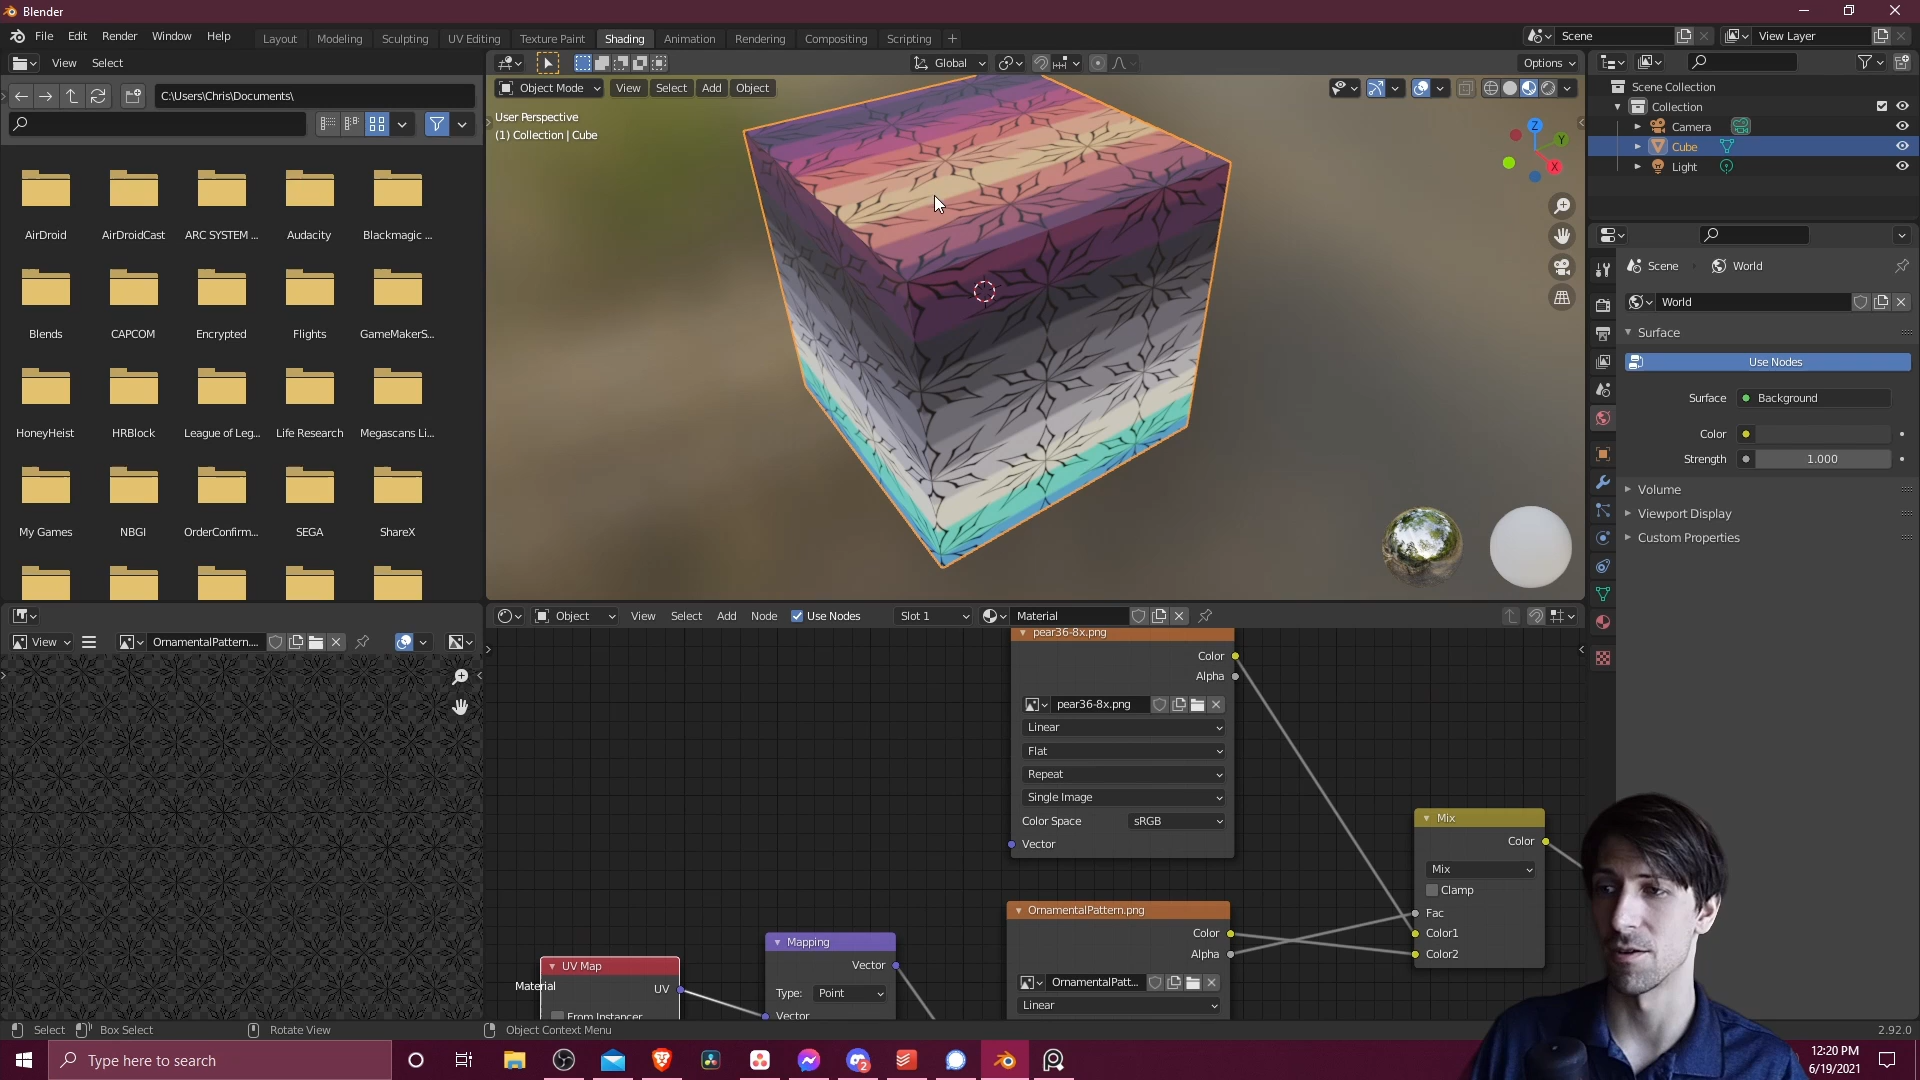 Blender
File Edit Render Window Help
Layout Modeling Sculpting UV Editing Texture Paint Shading Animation Rendering Compositing Scripting
Scene
View Layer
View Select
Global
Options
C:\Users\Chris\Documents\
Object Mode View Select Add Object
User Perspective
(1) Collection | Cube
Scene Collection
Collection
Camera
Cube
Light
Z
Y
X
AirDroid AirDroidCast ARC SYSTEM ... Audacity Blackmagic ...
Blends CAPCOM Encrypted Flights GameMakerS...
HoneyHeist HRBlock League of Leg... Life Research Megascans Li...
My Games NBGI OrderConfirm... SEGA ShareX
Scene World
World
Surface
Use Nodes
Surface Background
Color
Strength 1.000
Volume
Viewport Display
Custom Properties
View OrnamentalPattern....
Object View Select Add Node Use Nodes Slot 1 Material
pear36-8x.png
Color
Alpha
pear36-8x.png
Linear
Flat
Repeat
Single Image
Color Space sRGB
Vector
OrnamentalPattern.png
Color
Alpha
OrnamentalPatt...
Linear
Mix
Color
Mix
Clamp
Fac
Color1
Color2
Mapping
Vector
Type: Point
Vector
UV Map
UV
From Instancer
Material
Select Box Select Rotate View Object Context Menu
2.92.0
Type here to search
2
12:20 PM
6/19/2021